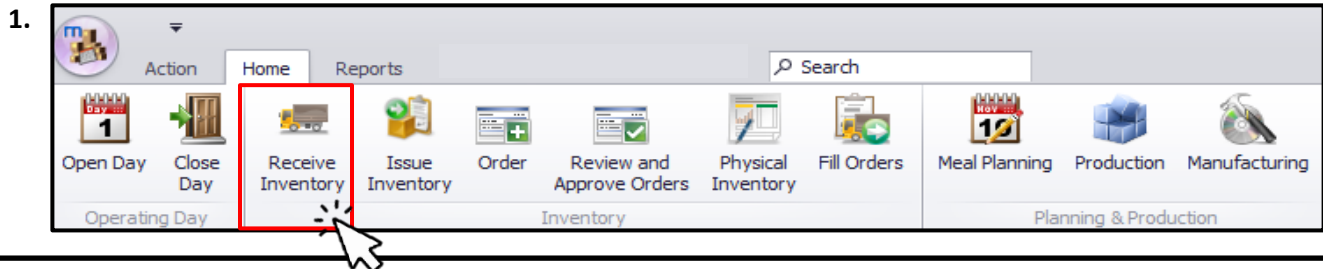 1.
m
Action Home Reports Search
Day
1
Nov
19
Open Day Close Day Receive Inventory Issue Inventory Order Review and Approve Orders Physical Inventory Fill Orders Meal Planning Production Manufacturing
Operating Day Inventory Planning & Production